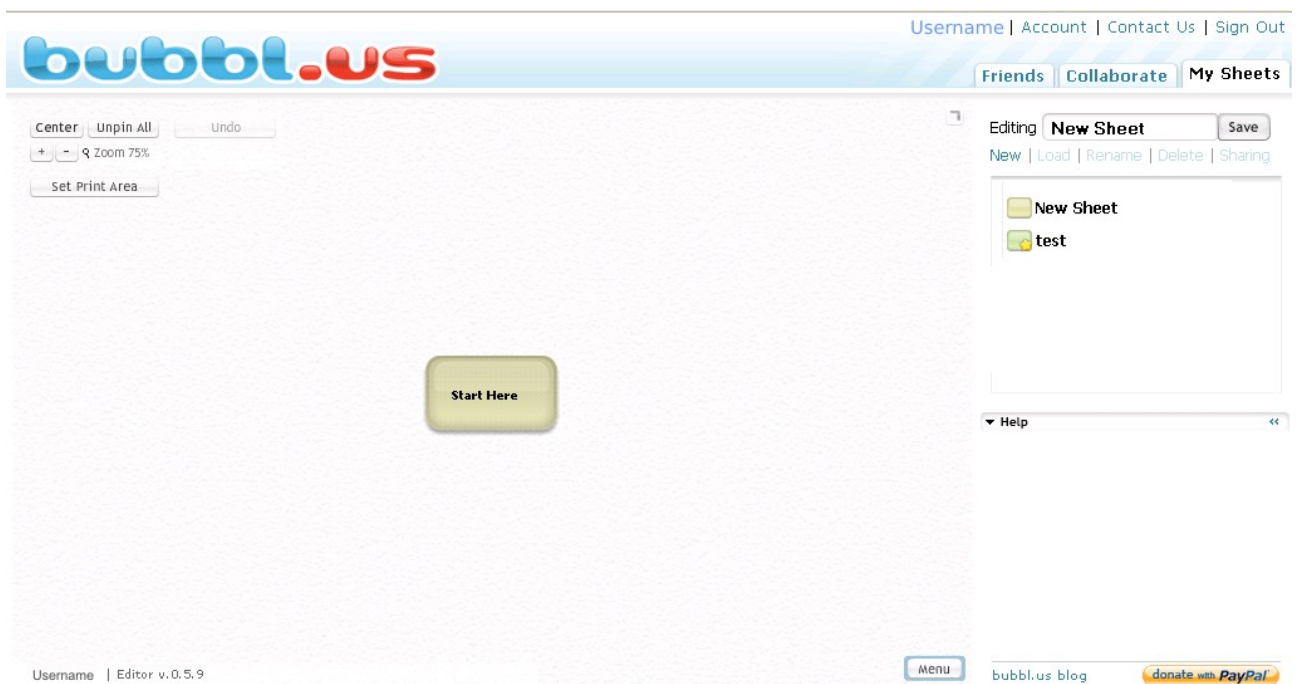 Username | Account | Contact Us | Sign Out
bubbl.us
Friends Collaborate My Sheets
Center Unpin All Undo
+ - Zoom 75%
Set Print Area
Editing New Sheet Save
New | Load | Rename | Delete | Sharing
New Sheet
test
Start Here
Help «
Username | Editor v.0.5.9
Menu
bubbl.us blog
donate with PayPal